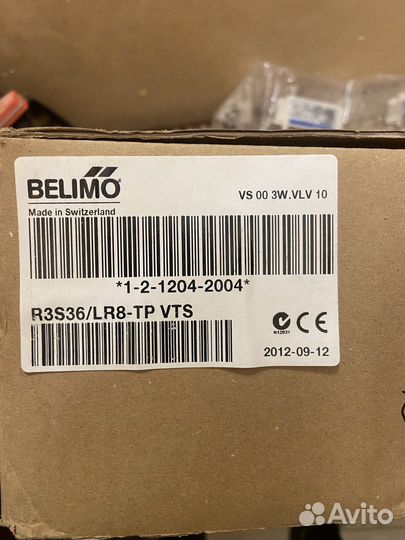 BELIMO®
Made in Switzerland
VS 00 3W.VLV 10
*1-2-1204-2004*
R3S36/LR8-TP VTS
N12031
CE
2012-09-12
Avito